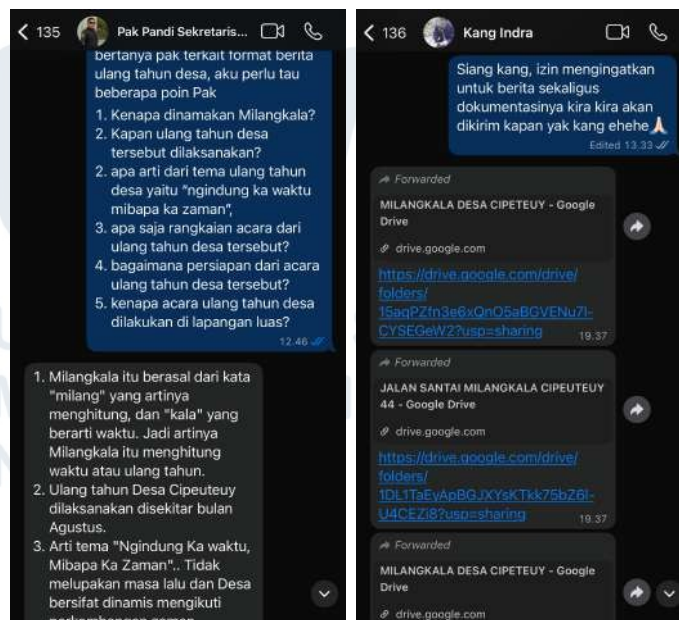 135
Pak Pandi Sekretaris...
bertanya pak terkait format berita
ulang tahun desa, aku perlu tau
beberapa poin Pak
1. Kenapa dinamakan Milangkala?
2. Kapan ulang tahun desa
tersebut dilaksanakan?
2. apa arti dari tema ulang tahun
desa yaitu "ngindung ka waktu
mibapa ka zaman",
3. apa saja rangkaian acara dari
ulang tahun desa tersebut?
4. bagaimana persiapan dari acara
ulang tahun desa tersebut?
5. kenapa acara ulang tahun desa
dilakukan di lapangan luas?
12.46
1. Milangkala itu berasal dari kata
"milang" yang artinya
menghitung, dan "kala" yang
berarti waktu. Jadi artinya
Milangkala itu menghitung
waktu atau ulang tahun.
2. Ulang tahun Desa Cipeuteuy
dilaksanakan disekitar bulan
Agustus.
3. Arti tema "Ngindung Ka waktu,
Mibapa Ka Zaman".. Tidak
melupakan masa lalu dan Desa
bersifat dinamis mengikuti
perkembangan zaman
136
Kang Indra
Siang kang, izin mengingatkan
untuk berita sekaligus
dokumentasinya kira kira akan
dikirim kapan yak kang ehehe🙏🏻
Edited 13.33
Forwarded
MILANGKALA DESA CIPETEUY - Google
Drive
drive.google.com
https://drive.google.com/drive/
folders/
15aqPZfn3e6xQnO5aBGVENu7l-
CYSEGeW2?usp=sharing
19.37
Forwarded
JALAN SANTAI MILANGKALA CIPEUTEUY
44 - Google Drive
drive.google.com
https://drive.google.com/drive/
folders/
1DL1TaEyApBGJXYsKTkk75bZ6l-
U4CEZi8?usp=sharing
19.37
Forwarded
MILANGKALA DESA CIPETEUY - Google
Drive
drive.google.com